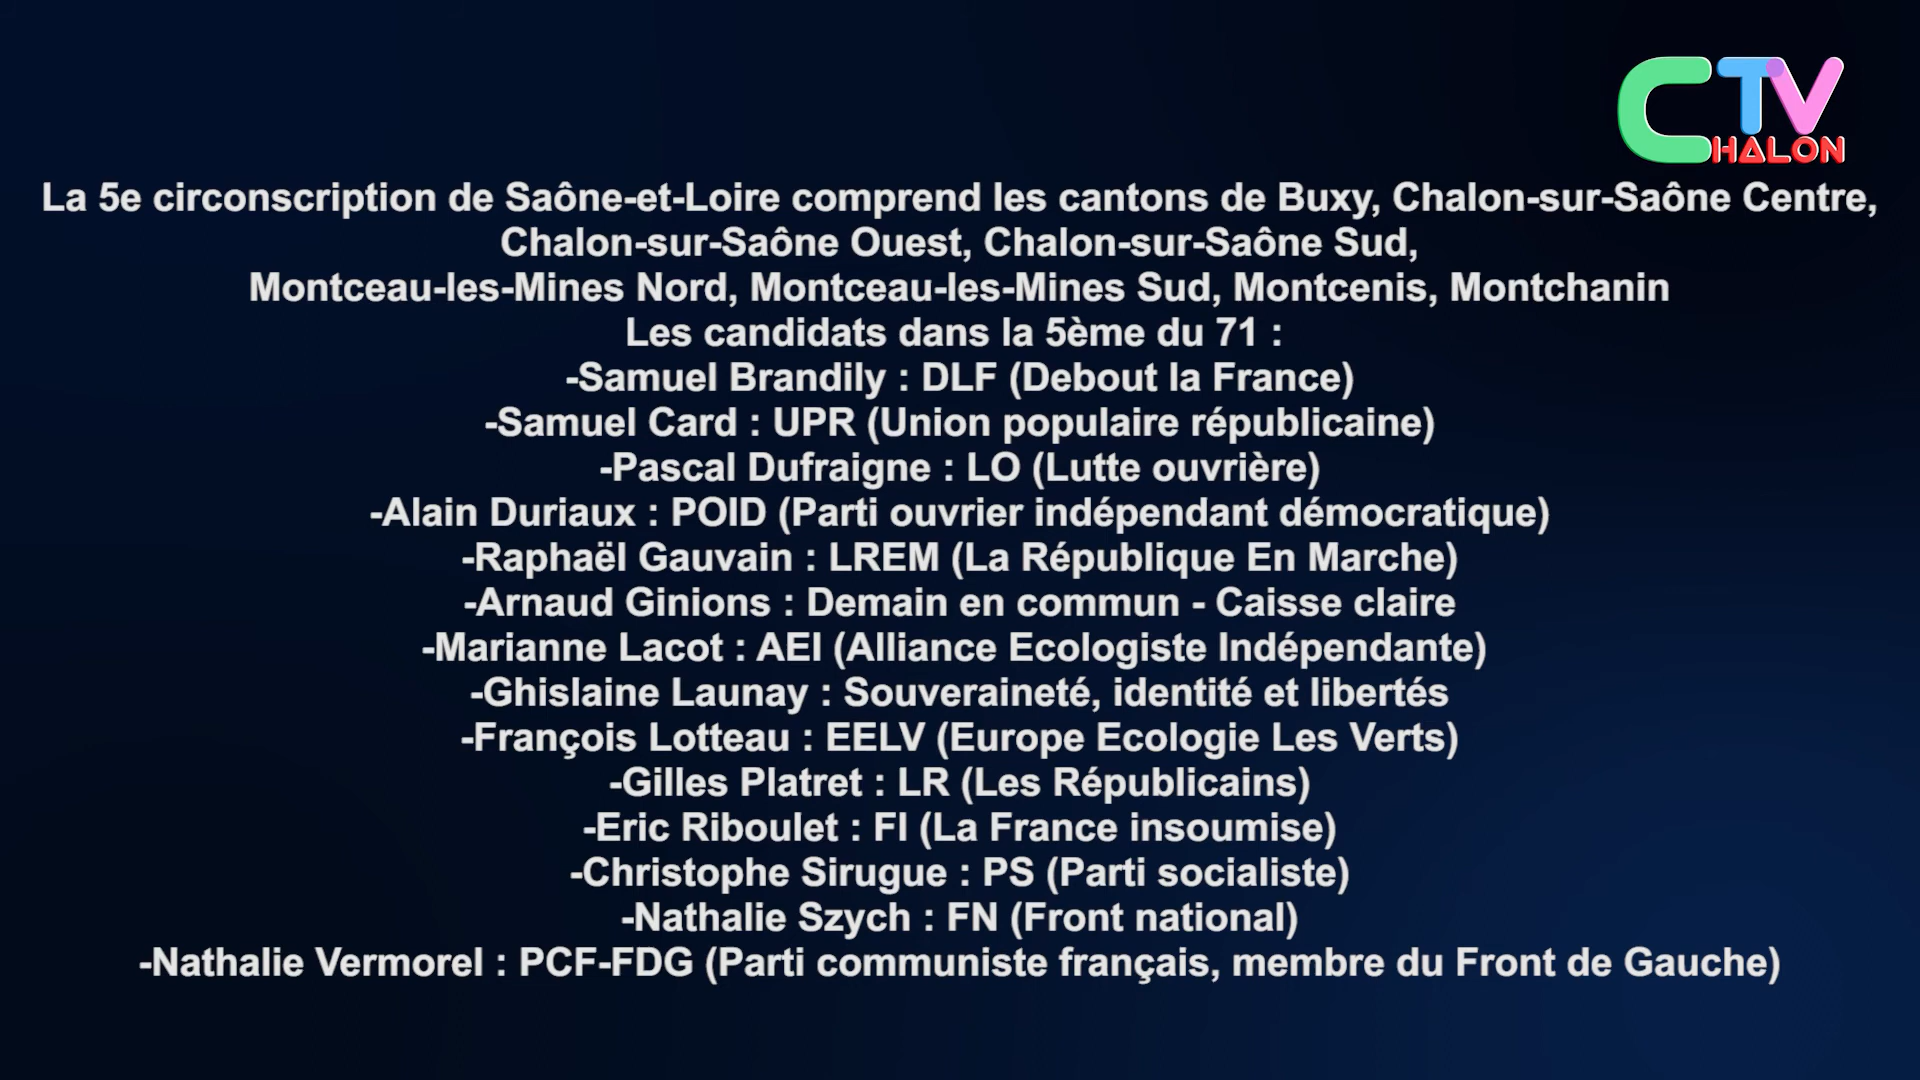 CTV
CHALON
La 5e circonscription de Saône-et-Loire comprend les cantons de Buxy, Chalon-sur-Saône Centre,
Chalon-sur-Saône Ouest, Chalon-sur-Saône Sud,
Montceau-les-Mines Nord, Montceau-les-Mines Sud, Montcenis, Montchanin
Les candidats dans la 5ème du 71 :
-Samuel Brandily : DLF (Debout la France)
-Samuel Card : UPR (Union populaire républicaine)
-Pascal Dufraigne : LO (Lutte ouvrière)
-Alain Duriaux : POID (Parti ouvrier indépendant démocratique)
-Raphaël Gauvain : LREM (La République En Marche)
-Arnaud Ginions : Demain en commun - Caisse claire
-Marianne Lacot : AEI (Alliance Ecologiste Indépendante)
-Ghislaine Launay : Souveraineté, identité et libertés
-François Lotteau : EELV (Europe Ecologie Les Verts)
-Gilles Platret : LR (Les Républicains)
-Eric Riboulet : FI (La France insoumise)
-Christophe Sirugue : PS (Parti socialiste)
-Nathalie Szych : FN (Front national)
-Nathalie Vermorel : PCF-FDG (Parti communiste français, membre du Front de Gauche)